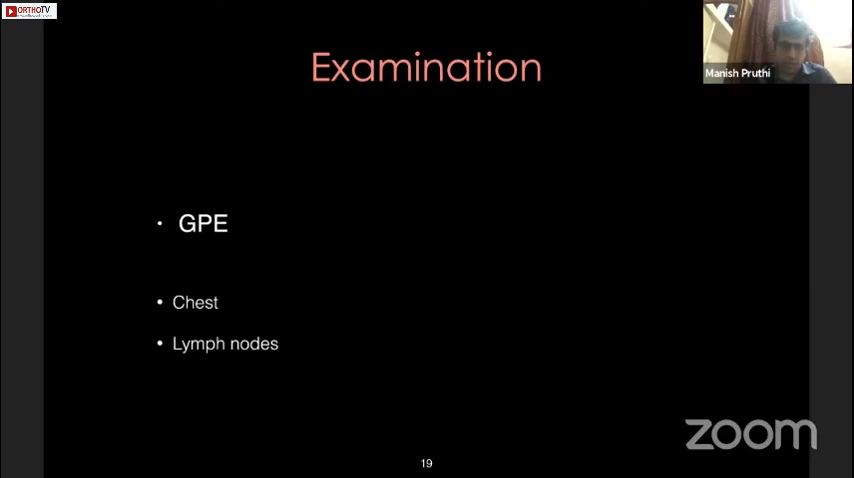 ORTHOTV
Manish Pruthi
Examination
• GPE
• Chest
• Lymph nodes
zoom
19